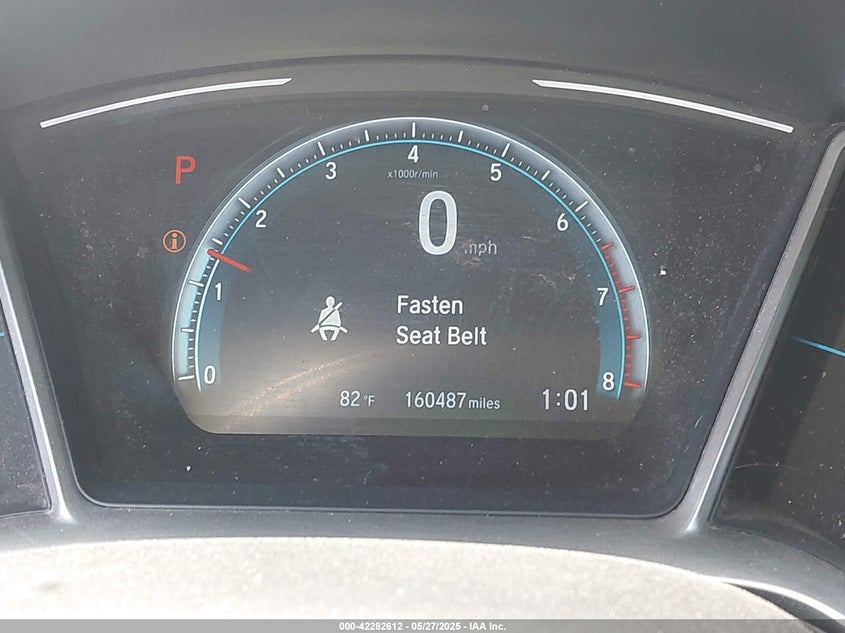 P
4
3
5
x1000r/min
2
6
0 mph
i
1
7
Fasten
Seat Belt
0
8
82°F
160487 miles
1:01
000-42282612 - 05/27/2025 - IAA Inc.